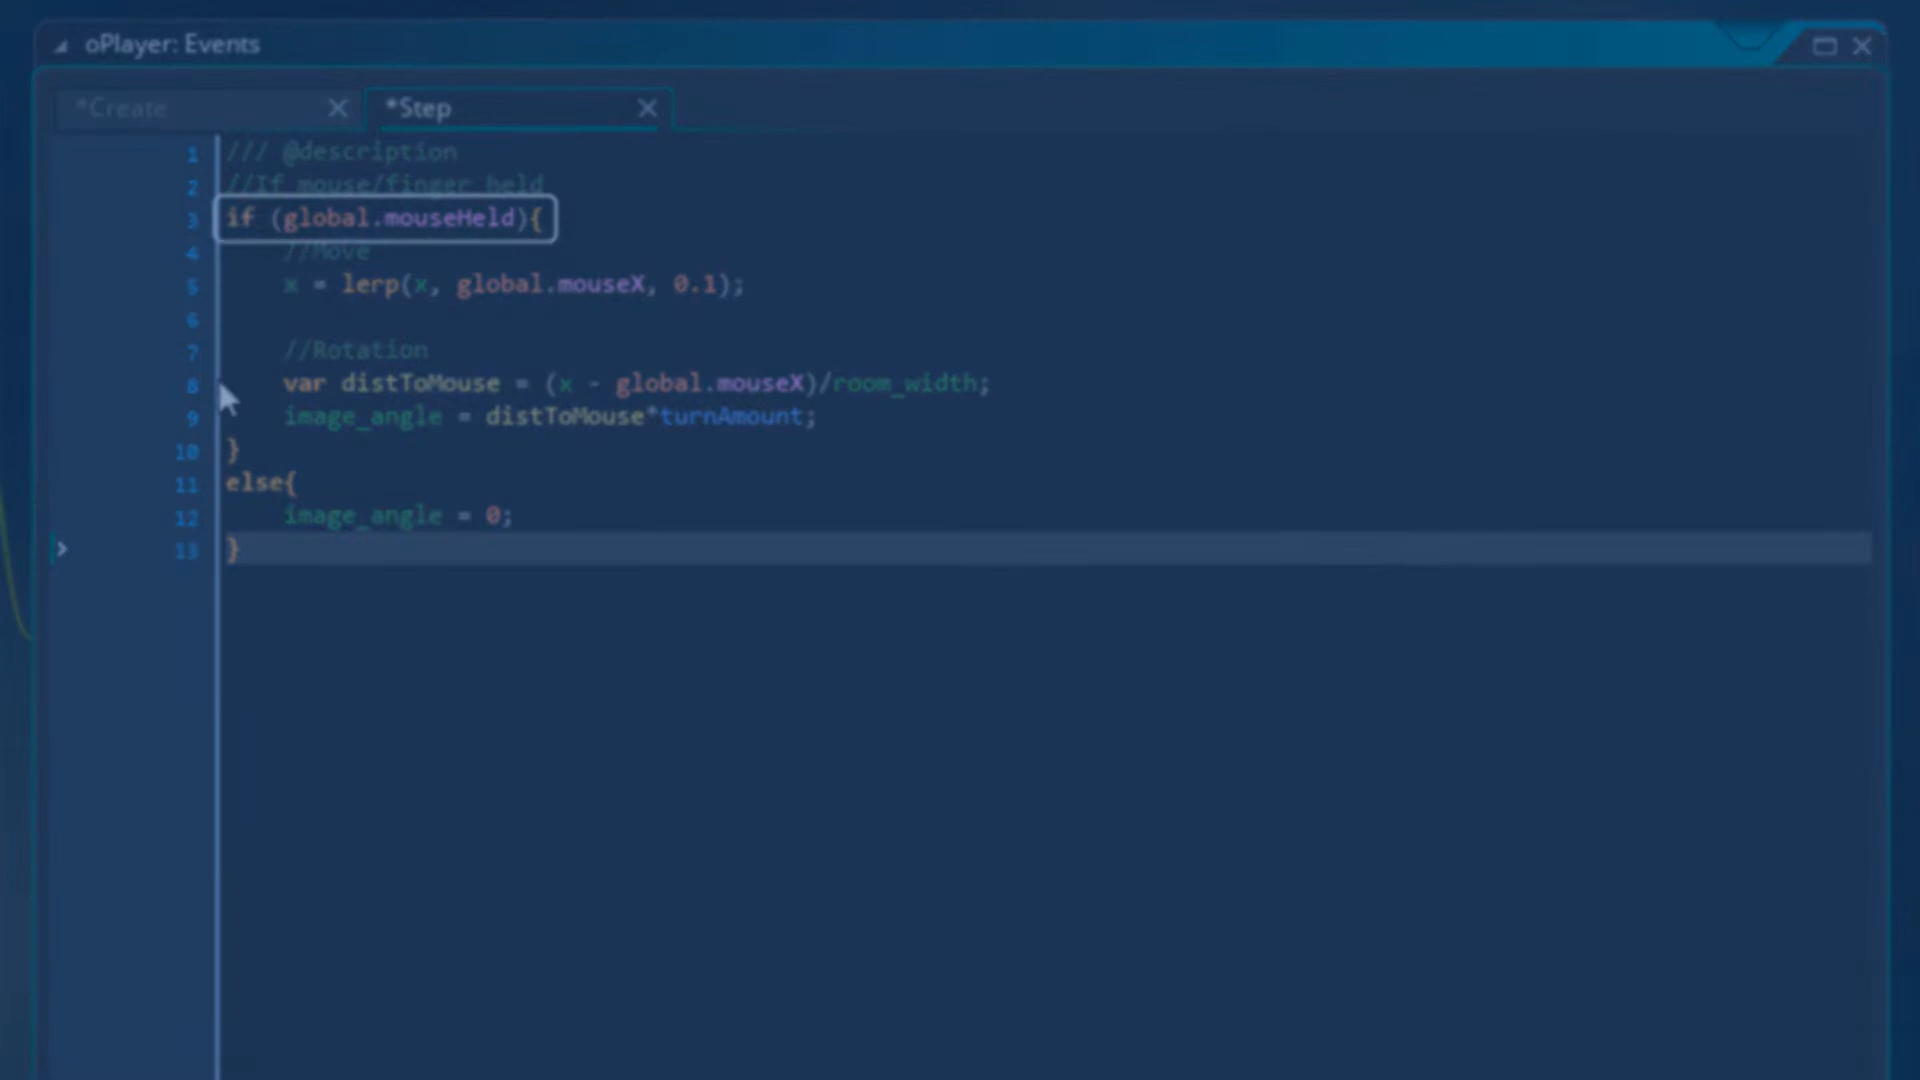 oPlayer: Events
*Create
*Step
1 /// @description
2 //If mouse/finger held
3 if (global.mouseHeld){
4 //Move
5 x = lerp(x, global.mouseX, 0.1);
6
7 //Rotation
8 var distToMouse = (x - global.mouseX)/room_width;
9 image_angle = distToMouse*turnAmount;
10 }
11 else{
12 image_angle = 0;
13 }